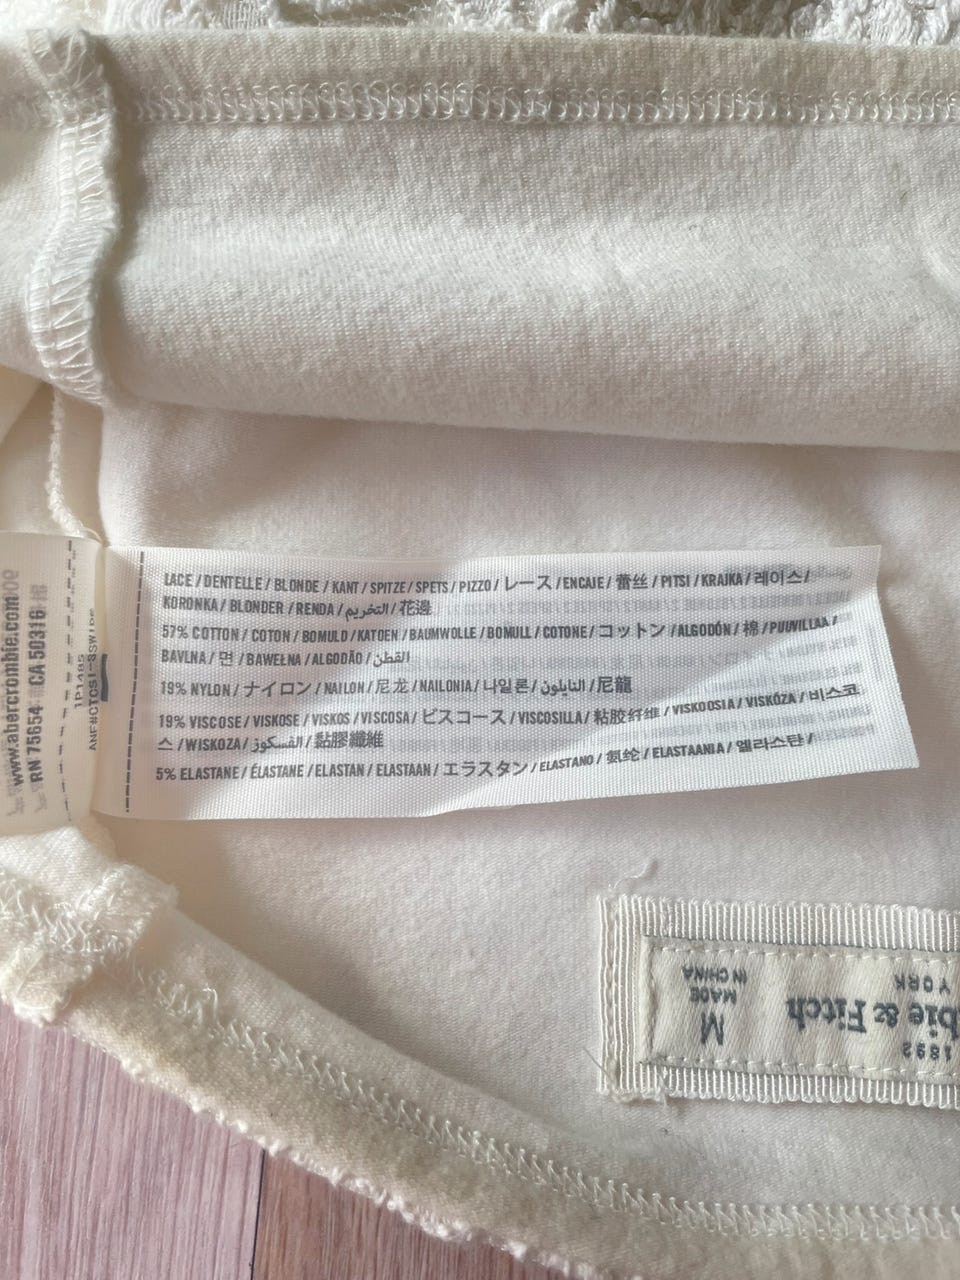 LACE / DENTELLE / BLONDE / KANT / SPITZE / SPETS / PIZZO / レース / ENCAJE / 蕾丝 / PITSI / KRAJKA / 레이스 /
KORONKA / BLONDER / RENDA / التخريم / 花邊
57% COTTON / COTON / BOMULD / KATOEN / BAUMWOLLE / BOMULL / COTONE / コットン / ALGODÓN / 棉 / PUUVILLAA /
BAVLNA / 면 / BAWEŁNA / ALGODÃO / القطن
19% NYLON / ナイロン / NAILON / 尼龙 / NAILONIA / 나일론 / النايلون / 尼龍
19% VISCOSE / VISKOSE / VISKOS / VISCOSA / ビスコース / VISCOSILLA / 粘胶纤维 / VISKOOSIA / VISKÓZA / 비스코
스 / WISKOZA / الفسكوز / 黏膠纖維
5% ELASTANE / ÉLASTANE / ELASTAN / ELASTAAN / エラスタン / ELASTANO / 氨纶 / ELASTAANIA / 엘라스탄 /
www.abercrombie.com
RN 75654 CA 50316
1P1485
M
MADE
IN CHINA
1892
bie & Fitch
YORK